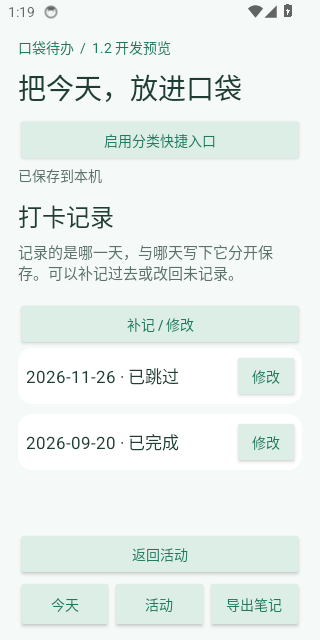 1:19
口袋待办 / 1.2 开发预览
把今天，放进口袋
启用分类快捷入口
已保存到本机
打卡记录
记录的是哪一天，与哪天写下它分开保
存。可以补记过去或改回未记录。
补记 / 修改
2026-11-26 · 已跳过
修改
2026-09-20 · 已完成
修改
返回活动
今天
活动
导出笔记